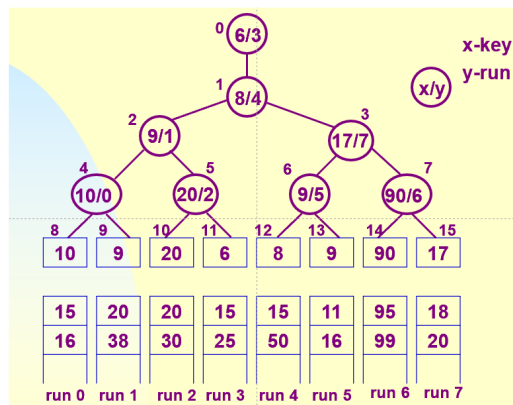 0 6/3
x-key
y-run
x/y
1 8/4
2 9/1
3 17/7
4 10/0
5 20/2
6 9/5
7 90/6
8 9 10 11 12 13 14 15
10 9 20 6 8 9 90 17
15 20 20 15 15 11 95 18
16 38 30 25 50 16 99 20
run 0 run 1 run 2 run 3 run 4 run 5 run 6 run 7